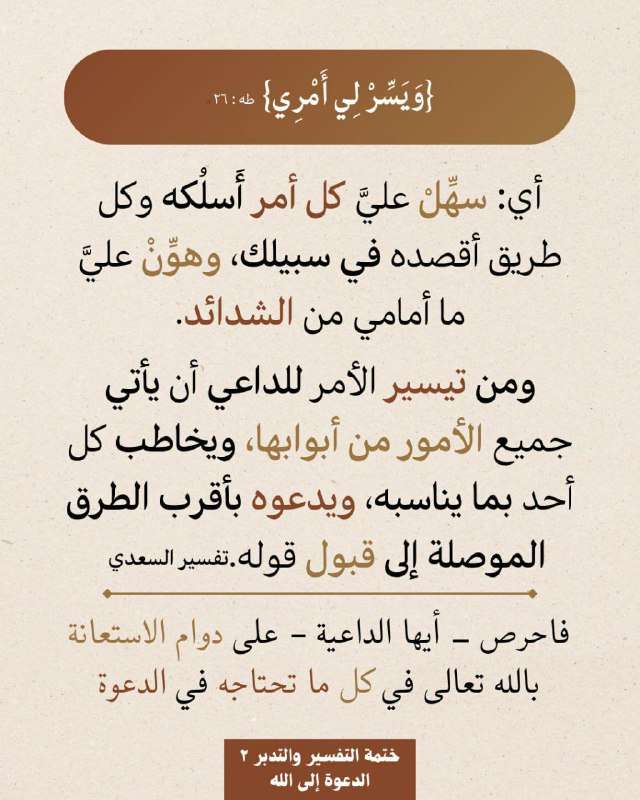 {وَيَسِّرْ لِي أَمْرِي} طه: ٢٦.
أي: سهِّلْ عليَّ كل أمر أَسلُكه وكل
طريق أقصده في سبيلك، وهوِّنْ عليَّ
ما أمامي من الشدائد.
ومن تيسير الأمر للداعي أن يأتي
جميع الأمور من أبوابها، ويخاطب كل
أحد بما يناسبه، ويدعوه بأقرب الطرق
الموصلة إلى قبول قوله.تفسير السعدي
فاحرص – أيها الداعية – على دوام الاستعانة
بالله تعالى في كل ما تحتاجه في الدعوة
ختمة التفسير والتدبر ٢
الدعوة إلى الله